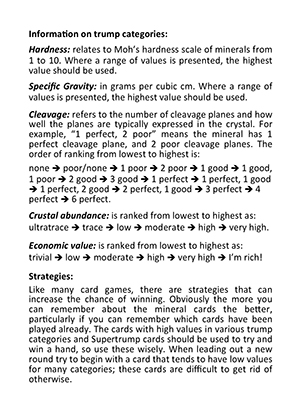 Information on trump categories:
Hardness: relates to Moh's hardness scale of minerals from
1 to 10. Where a range of values is presented, the highest
value should be used.
Specific Gravity: in grams per cubic cm. Where a range of
values is presented, the highest value should be used.
Cleavage: refers to the number of cleavage planes and how
well the planes are typically expressed in the crystal. For
example, "1 perfect, 2 poor" means the mineral has 1
perfect cleavage plane, and 2 poor cleavage planes. The
order of ranking from lowest to highest is:
none ➔ poor/none ➔ 1 poor ➔ 2 poor ➔ 1 good ➔ 1 good,
1 poor ➔ 2 good ➔ 3 good ➔ 1 perfect ➔ 1 perfect, 1 good
➔ 1 perfect, 2 good ➔ 2 perfect, 1 good ➔ 3 perfect ➔ 4
perfect ➔ 6 perfect.
Crustal abundance: is ranked from lowest to highest as:
ultratrace ➔ trace ➔ low ➔ moderate ➔ high ➔ very high.
Economic value: is ranked from lowest to highest as:
trivial ➔ low ➔ moderate ➔ high ➔ very high ➔ I'm rich!
Strategies:
Like many card games, there are strategies that can
increase the chance of winning. Obviously the more you
can remember about the mineral cards the better,
particularly if you can remember which cards have been
played already. The cards with high values in various trump
categories and Supertrump cards should be used to try and
win a hand, so use these wisely. When leading out a new
round try to begin with a card that tends to have low values
for many categories; these cards are difficult to get rid of
otherwise.